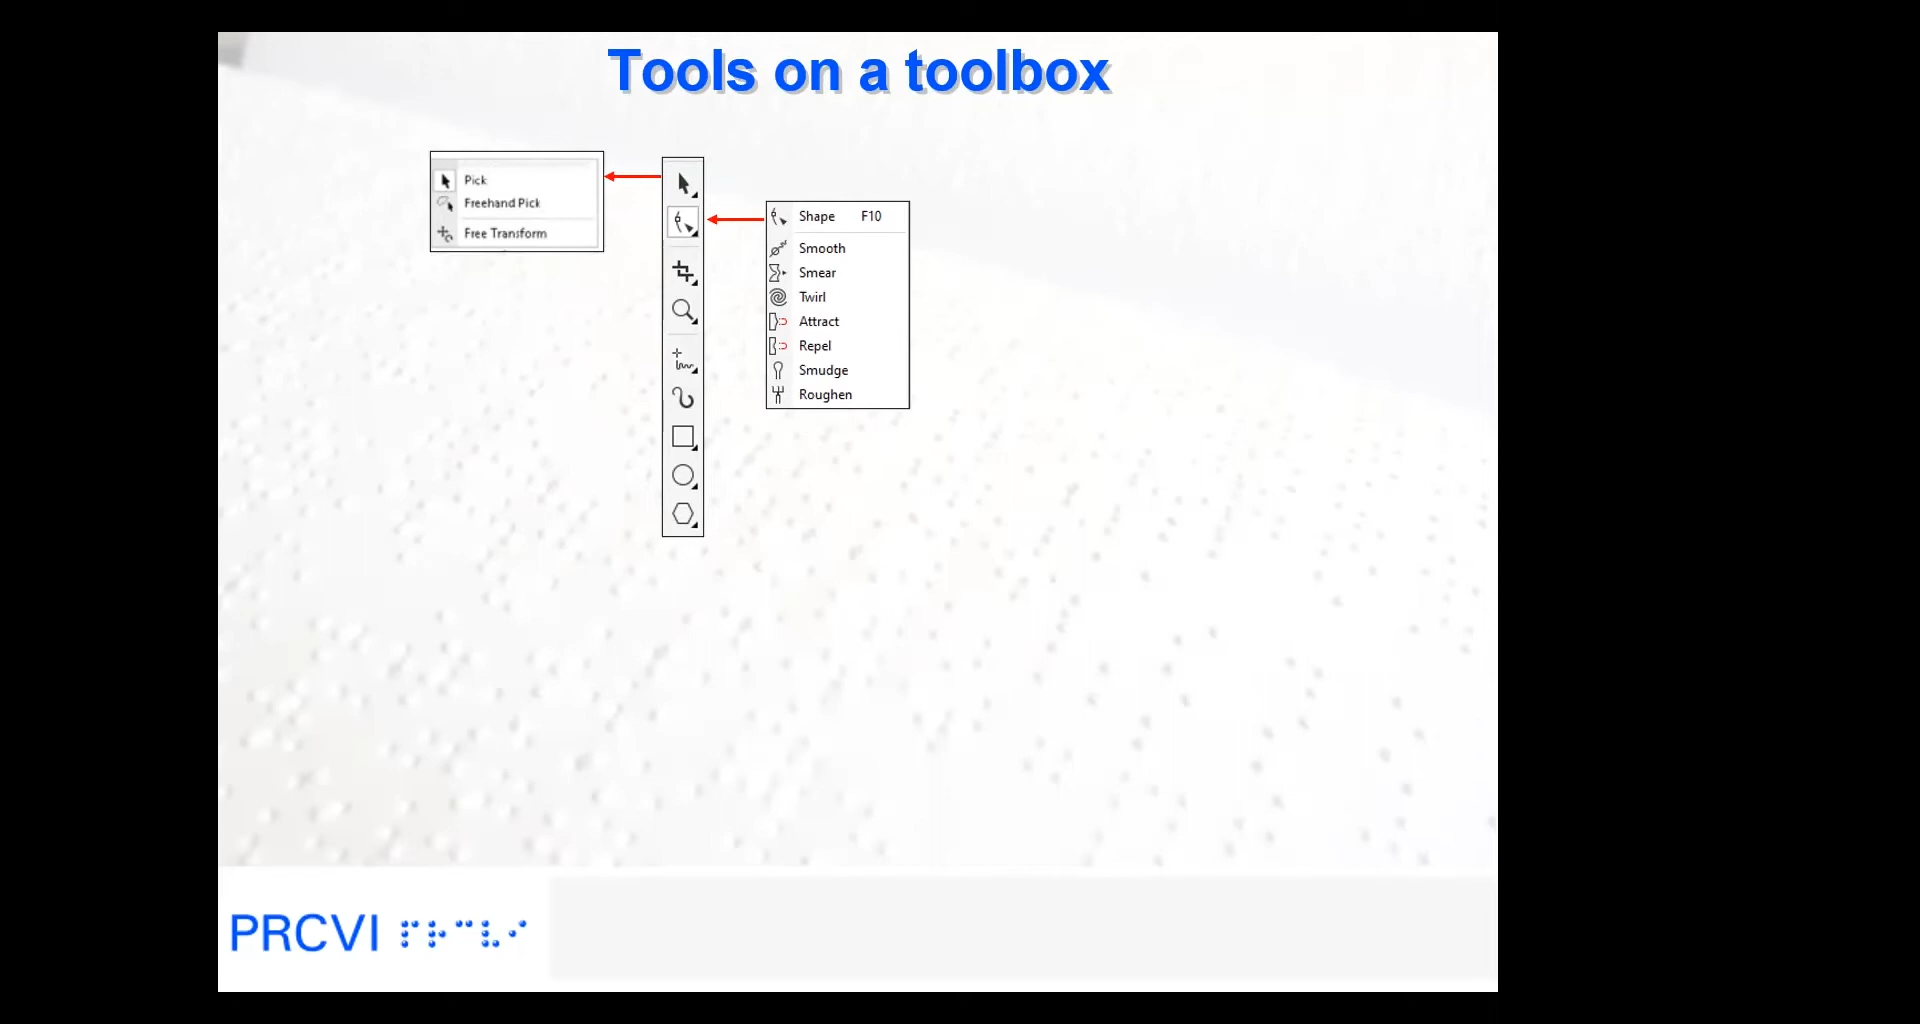 Tools on a toolbox
Pick
Freehand Pick
Free Transform
Shape F10
Smooth
Smear
Twirl
Attract
Repel
Smudge
Roughen
PRCVI ⠏⠗⠉⠧⠊